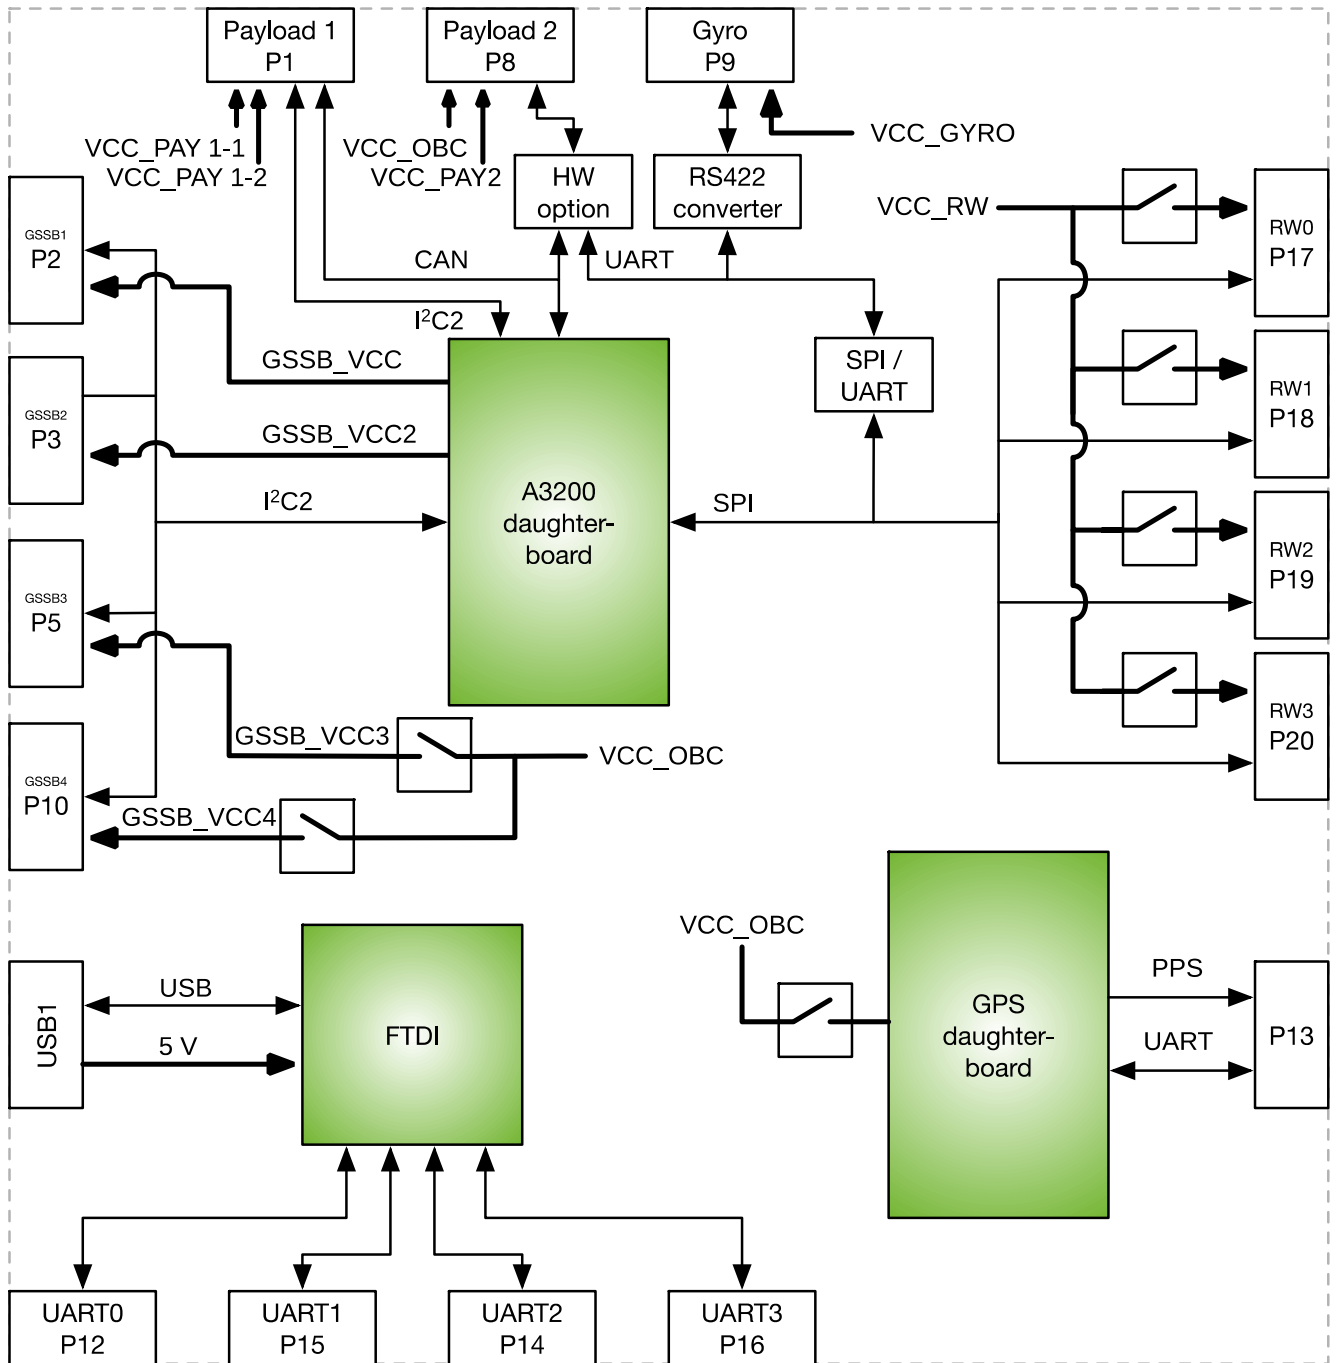 Payload 1
P1
Payload 2
P8
Gyro
P9
VCC_PAY 1-1
VCC_PAY 1-2
VCC_OBC
VCC_PAY2
VCC_GYRO
HW
option
RS422
converter
VCC_RW
RW0
P17
GSSB1
P2
CAN
UART
I²C2
GSSB_VCC
SPI /
UART
RW1
P18
GSSB2
P3
GSSB_VCC2
I²C2
A3200
daughter-
board
SPI
RW2
P19
GSSB3
P5
GSSB_VCC3
VCC_OBC
RW3
P20
GSSB4
P10
GSSB_VCC4
VCC_OBC
USB1
USB
5 V
FTDI
GPS
daughter-
board
PPS
UART
P13
UART0
P12
UART1
P15
UART2
P14
UART3
P16